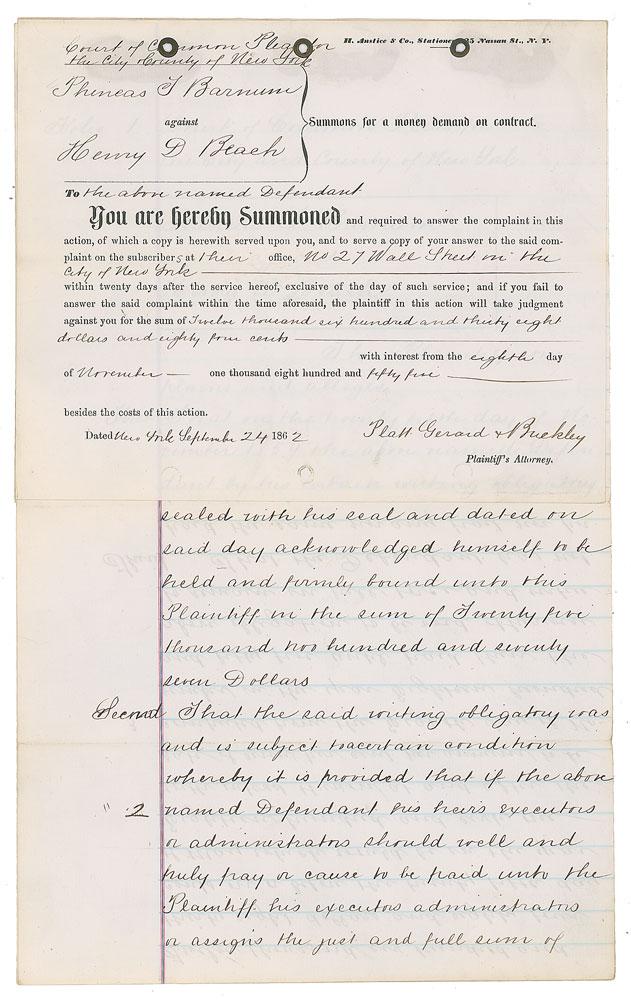 H. Anstice & Co., Stationers, 25 Nassau St., N. Y.
Court of Common Pleas for
the City & County of New York
Phineas T Barnum
against
Henry D Beach
Summons for a money demand on contract.
To the above named Defendant
You are hereby Summoned and required to answer the complaint in this
action, of which a copy is herewith served upon you, and to serve a copy of your answer to the said com-
plaint on the subscribers at their office, No 27 Wall Street in the
City of New York
within twenty days after the service hereof, exclusive of the day of such service; and if you fail to
answer the said complaint within the time aforesaid, the plaintiff in this action will take judgment
against you for the sum of Twelve thousand six hundred and thirty eight
dollars and eighty four cents
with interest from the eighth day
of November one thousand eight hundred and fifty five
besides the costs of this action.
Dated New York September 24 1862
Platt Gerard & Buckley
Plaintiff's Attorney.
sealed with his seal and dated on
said day acknowledged himself to be
held and firmly bound unto this
Plaintiff in the sum of Twenty five
thousand two hundred and seventy
seven Dollars
Second That the said writing obligatory was
and is subject to a certain condition
whereby it is provided that if the above
" 2 named Defendant his heirs executors
or administrators should well and
truly pay or cause to be paid unto the
Plaintiff his executors administrators
or assigns the just and full sum of